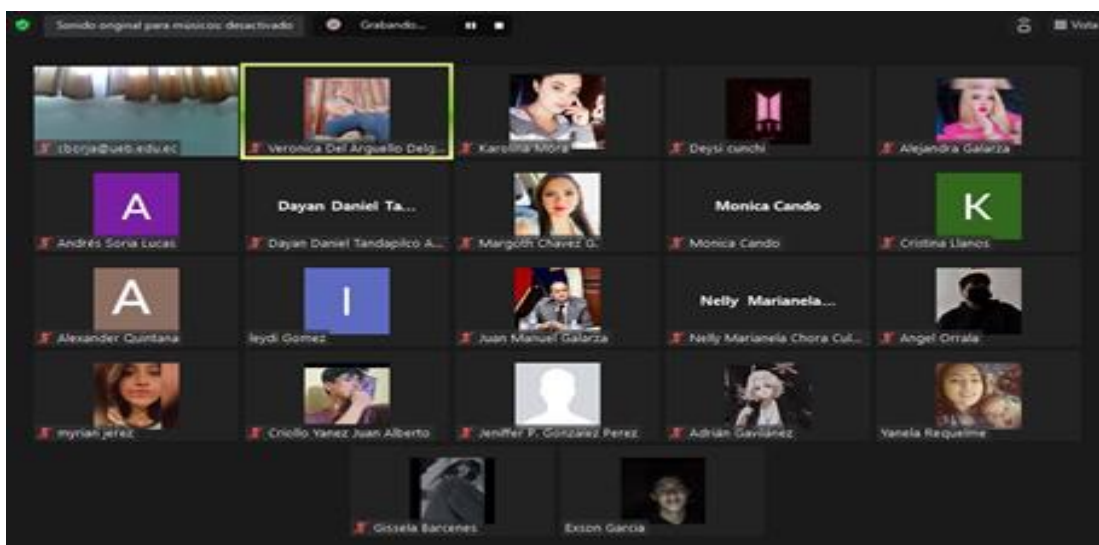 Sonido original para músicos: desactivado
Grabando...
Vista
cborja@ueb.edu.ec
Veronica Del Arguello Delg...
Karolina Mora
Deysi cunchi
Alejandra Galarza
A
Dayan Daniel Ta...
Monica Cando
K
Andrés Soria Lucas
Dayan Daniel Tandapilco A...
Margoth Chavez G.
Monica Cando
Cristina Llanos
A
I
Nelly Marianela...
Alexander Quintana
leydi Gomez
Juan Manuel Galarza
Nelly Marianela Chora Cul...
Angel Orrala
myrian jerez
Criollo Yanez Juan Alberto
Jeniffer P. Gonzalez Perez
Adrián Gavilánez
Yanela Requelme
Gissela Barcenes
Exson Garcia